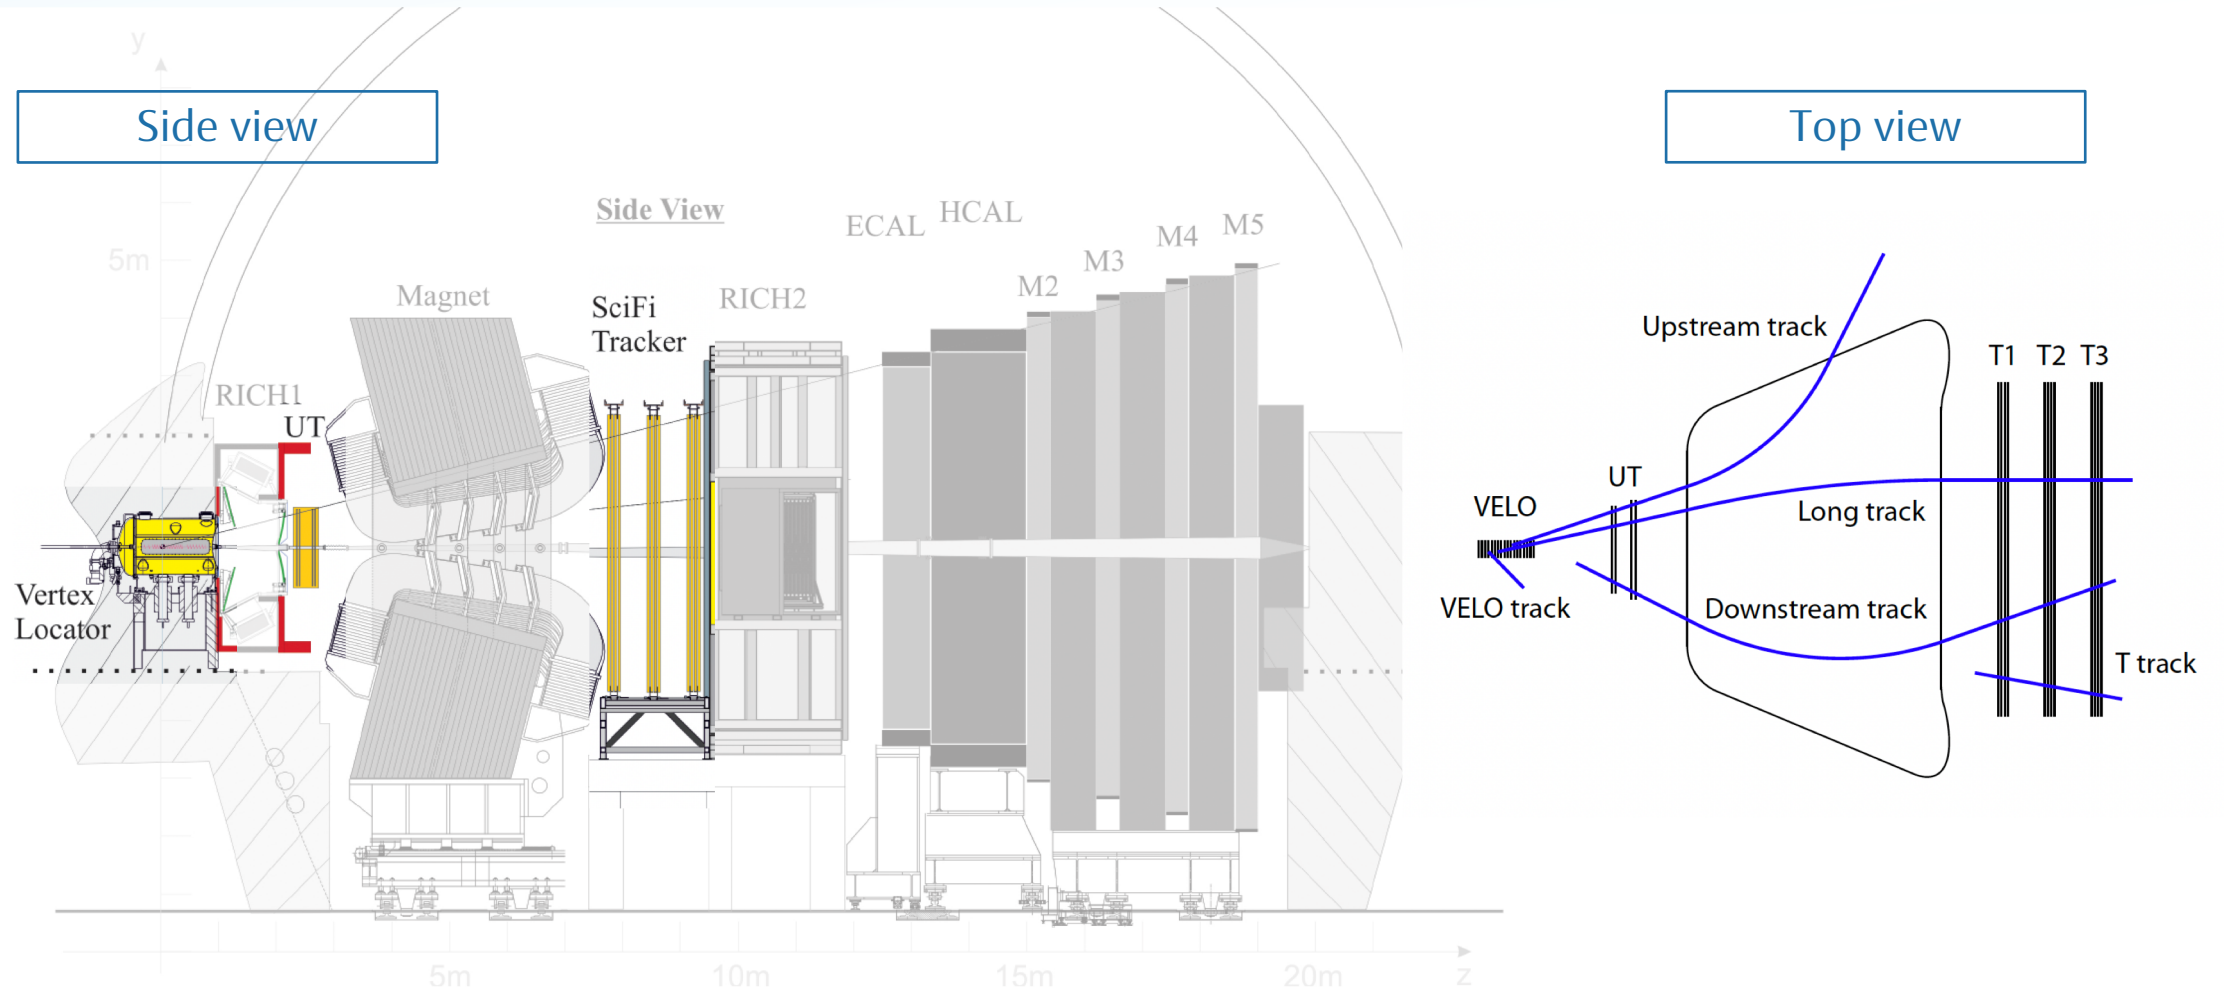 y
Side view
Top view
Side View
ECAL
HCAL
M5
M4
M3
M2
5m
Magnet
SciFi
Tracker
RICH2
RICH1
UT
Vertex
Locator
5m
10m
15m
20m
z
Upstream track
T1
T2
T3
UT
VELO
Long track
VELO track
Downstream track
T track